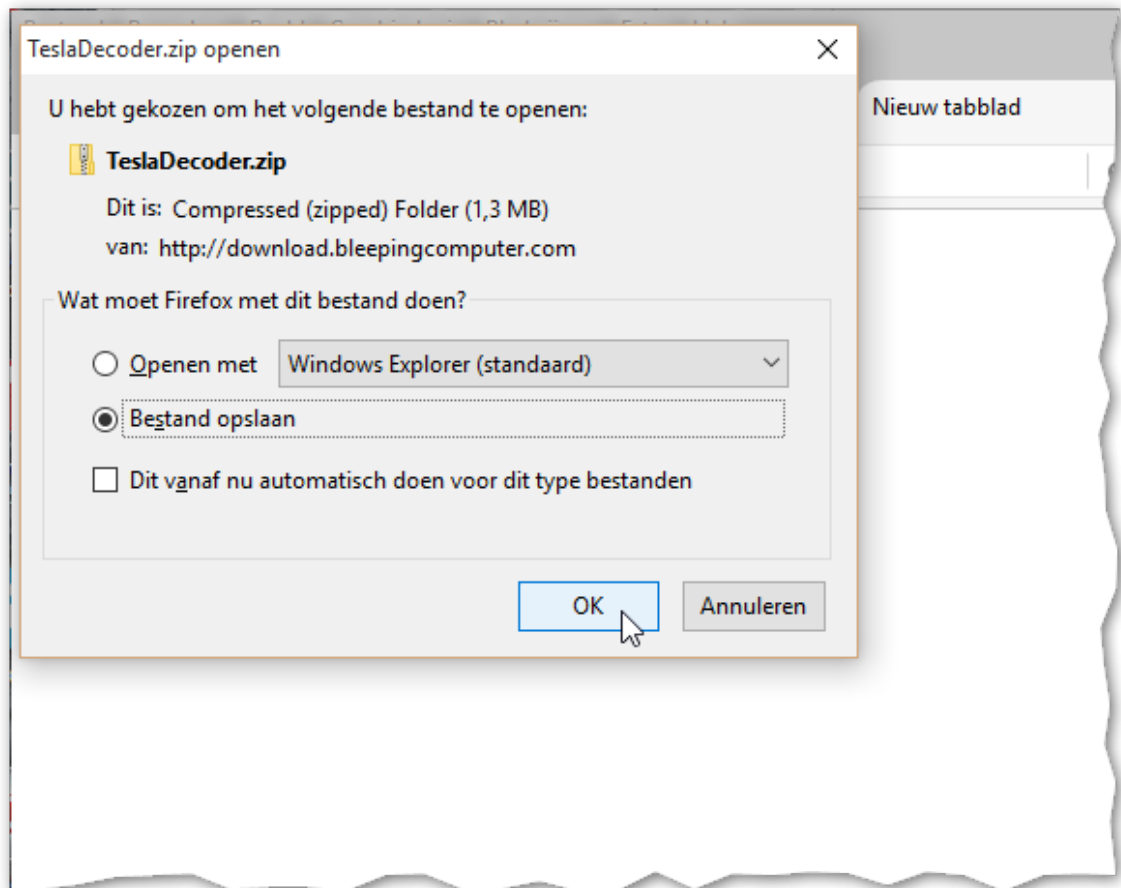 TeslaDecoder.zip openen
Nieuw tabblad
U hebt gekozen om het volgende bestand te openen:
TeslaDecoder.zip
Dit is: Compressed (zipped) Folder (1,3 MB)
van: http://download.bleepingcomputer.com
Wat moet Firefox met dit bestand doen?
Openen met Windows Explorer (standaard)
Bestand opslaan
Dit vanaf nu automatisch doen voor dit type bestanden
OK Annuleren